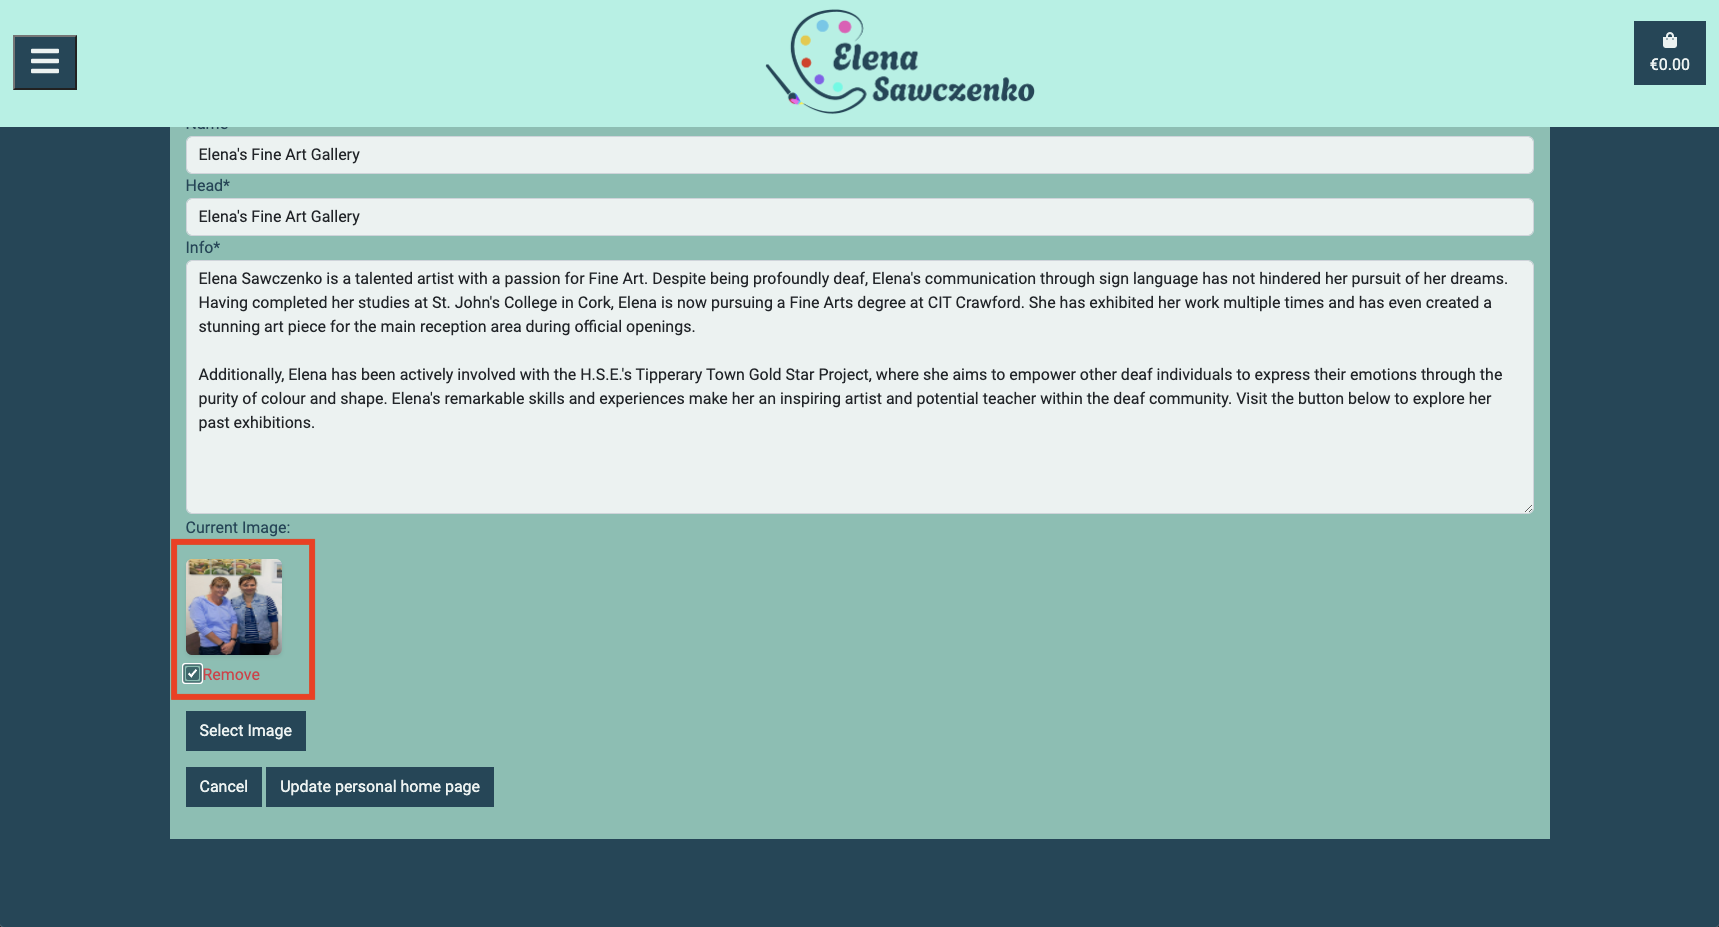 Elena
Sawczenko
€0.00
Name
Elena's Fine Art Gallery
Head*
Elena's Fine Art Gallery
Info*
Elena Sawczenko is a talented artist with a passion for Fine Art. Despite being profoundly deaf, Elena's communication through sign language has not hindered her pursuit of her dreams.
Having completed her studies at St. John's College in Cork, Elena is now pursuing a Fine Arts degree at CIT Crawford. She has exhibited her work multiple times and has even created a
stunning art piece for the main reception area during official openings.
Additionally, Elena has been actively involved with the H.S.E.'s Tipperary Town Gold Star Project, where she aims to empower other deaf individuals to express their emotions through the
purity of colour and shape. Elena's remarkable skills and experiences make her an inspiring artist and potential teacher within the deaf community. Visit the button below to explore her
past exhibitions.
Current Image:
Remove
Select Image
Cancel
Update personal home page